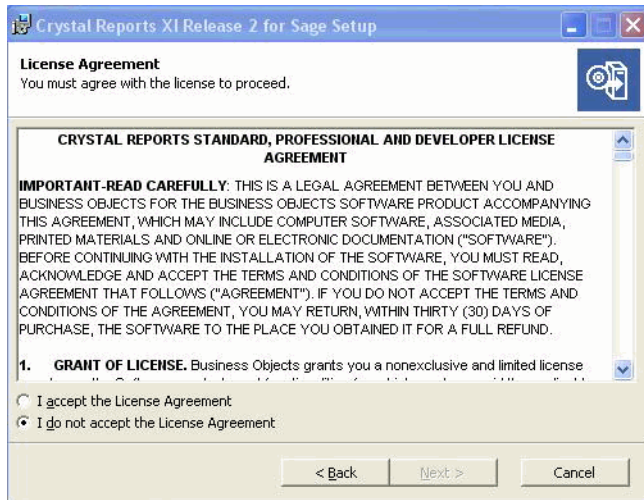 Crystal Reports XI Release 2 for Sage Setup
License Agreement
You must agree with the license to proceed.
CRYSTAL REPORTS STANDARD, PROFESSIONAL AND DEVELOPER LICENSE
AGREEMENT
IMPORTANT-READ CAREFULLY: THIS IS A LEGAL AGREEMENT BETWEEN YOU AND
BUSINESS OBJECTS FOR THE BUSINESS OBJECTS SOFTWARE PRODUCT ACCOMPANYING
THIS AGREEMENT, WHICH MAY INCLUDE COMPUTER SOFTWARE, ASSOCIATED MEDIA,
PRINTED MATERIALS AND ONLINE OR ELECTRONIC DOCUMENTATION ("SOFTWARE").
BEFORE CONTINUING WITH THE INSTALLATION OF THE SOFTWARE, YOU MUST READ,
ACKNOWLEDGE AND ACCEPT THE TERMS AND CONDITIONS OF THE SOFTWARE LICENSE
AGREEMENT THAT FOLLOWS ("AGREEMENT"). IF YOU DO NOT ACCEPT THE TERMS AND
CONDITIONS OF THE AGREEMENT, YOU MAY RETURN, WITHIN THIRTY (30) DAYS OF
PURCHASE, THE SOFTWARE TO THE PLACE YOU OBTAINED IT FOR A FULL REFUND.
1. GRANT OF LICENSE. Business Objects grants you a nonexclusive and limited license
I accept the License Agreement
I do not accept the License Agreement
< Back
Next >
Cancel